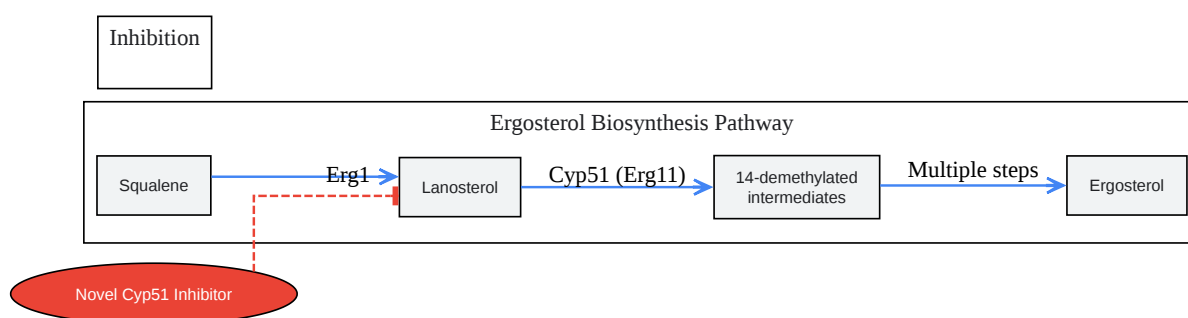 Inhibition
Ergosterol Biosynthesis Pathway
Squalene
Erg1
Lanosterol
Cyp51 (Erg11)
14-demethylated
intermediates
Multiple steps
Ergosterol
Novel Cyp51 Inhibitor